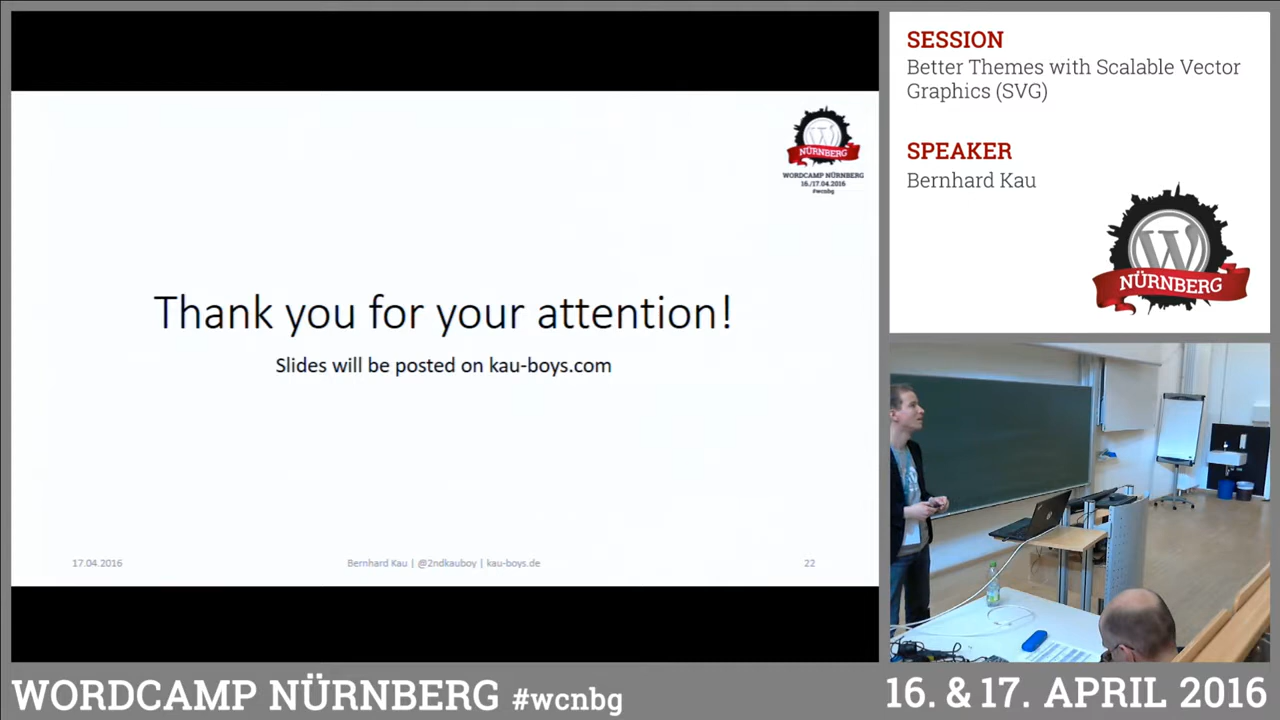 NÜRNBERG
WORDCAMP NÜRNBERG
16./17.04.2016
#wcnbg
Thank you for your attention!
Slides will be posted on kau-boys.com
17.04.2016
Bernhard Kau | @2ndkauboy | kau-boys.de
22
SESSION
Better Themes with Scalable Vector
Graphics (SVG)
SPEAKER
Bernhard Kau
NÜRNBERG
WORDCAMP NÜRNBERG #wcnbg
16. & 17. APRIL 2016